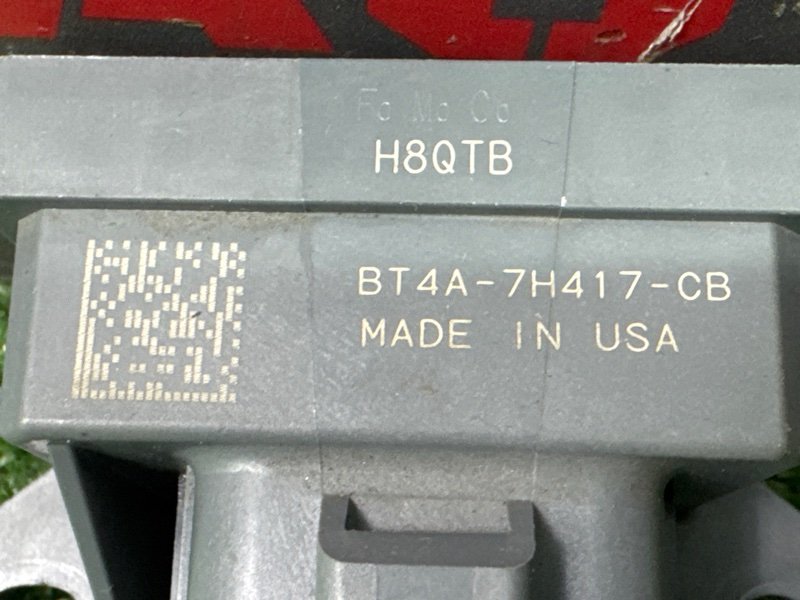 Fo Mo Co
H8QTB
BT4A-7H417-CB
MADE IN USA